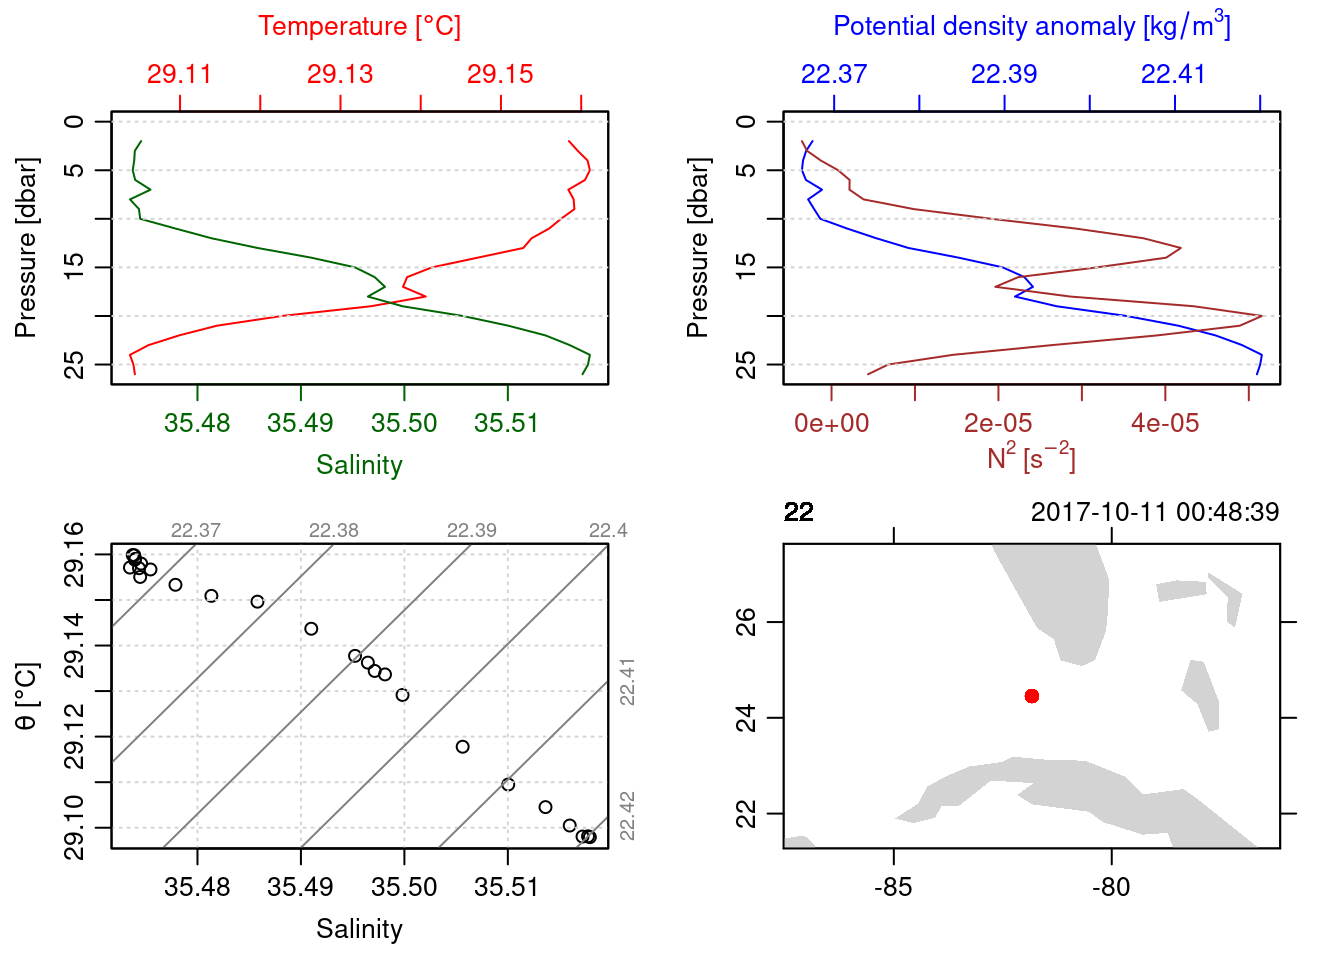 Temperature [°C]
29.11 29.13 29.15
Pressure [dbar]
0 5 15 25
35.48 35.49 35.50 35.51
Salinity
Potential density anomaly [kg/m³]
22.37 22.39 22.41
Pressure [dbar]
0 5 15 25
0e+00 2e-05 4e-05
N² [s⁻²]
22.37 22.38 22.39 22.4
22.41
22.42
θ [°C]
29.16 29.14 29.12 29.10
35.48 35.49 35.50 35.51
Salinity
22 2017-10-11 00:48:39
26
24
22
-85 -80